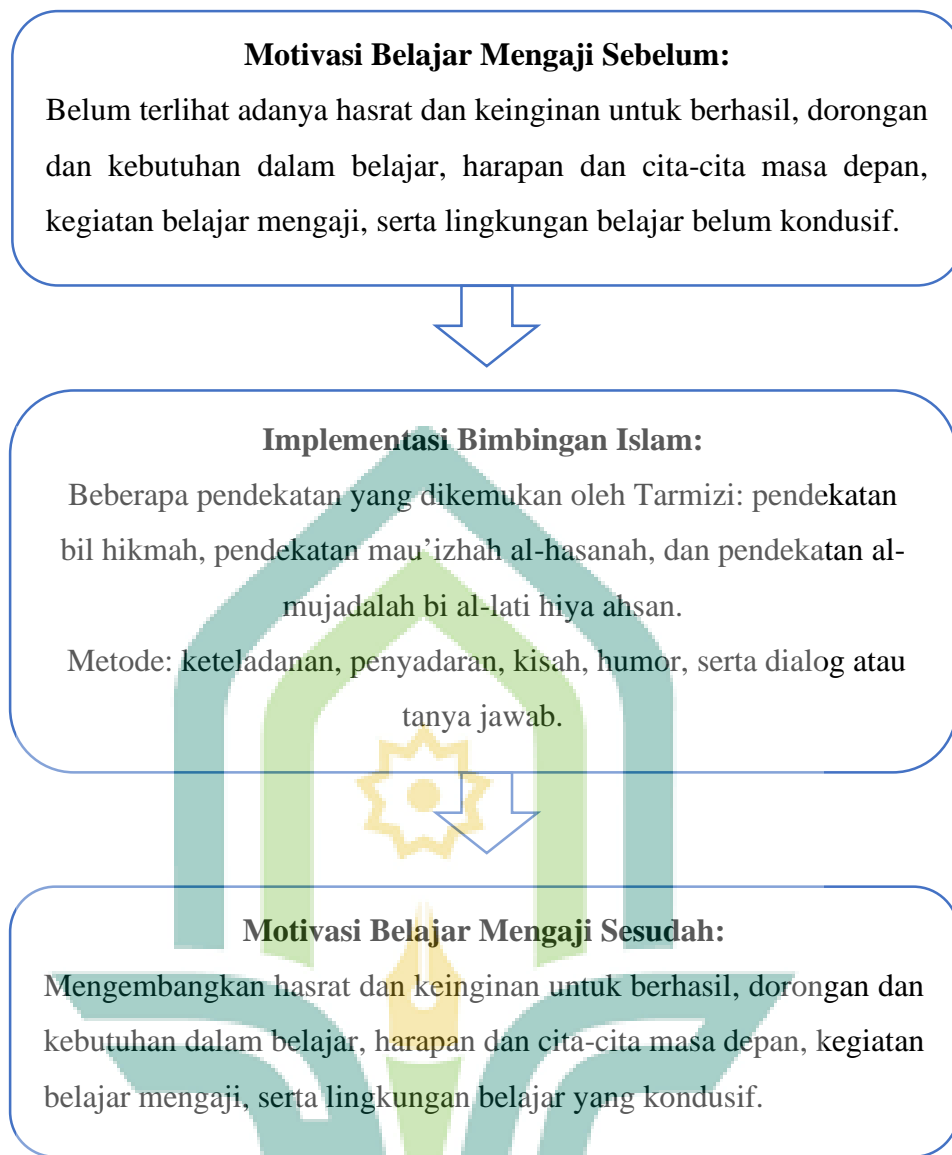 Motivasi Belajar Mengaji Sebelum:
Belum terlihat adanya hasrat dan keinginan untuk berhasil, dorongan
dan kebutuhan dalam belajar, harapan dan cita-cita masa depan,
kegiatan belajar mengaji, serta lingkungan belajar belum kondusif.
Implementasi Bimbingan Islam:
Beberapa pendekatan yang dikemukan oleh Tarmizi: pendekatan
bil hikmah, pendekatan mau’izhah al-hasanah, dan pendekatan al-
mujadalah bi al-lati hiya ahsan.
Metode: keteladanan, penyadaran, kisah, humor, serta dialog atau
tanya jawab.
Motivasi Belajar Mengaji Sesudah:
Mengembangkan hasrat dan keinginan untuk berhasil, dorongan dan
kebutuhan dalam belajar, harapan dan cita-cita masa depan, kegiatan
belajar mengaji, serta lingkungan belajar yang kondusif.